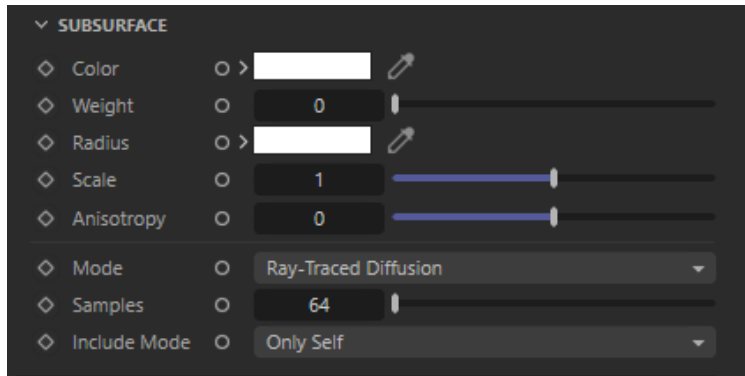 SUBSURFACE
Color
Weight 0
Radius
Scale 1
Anisotropy 0
Mode Ray-Traced Diffusion
Samples 64
Include Mode Only Self